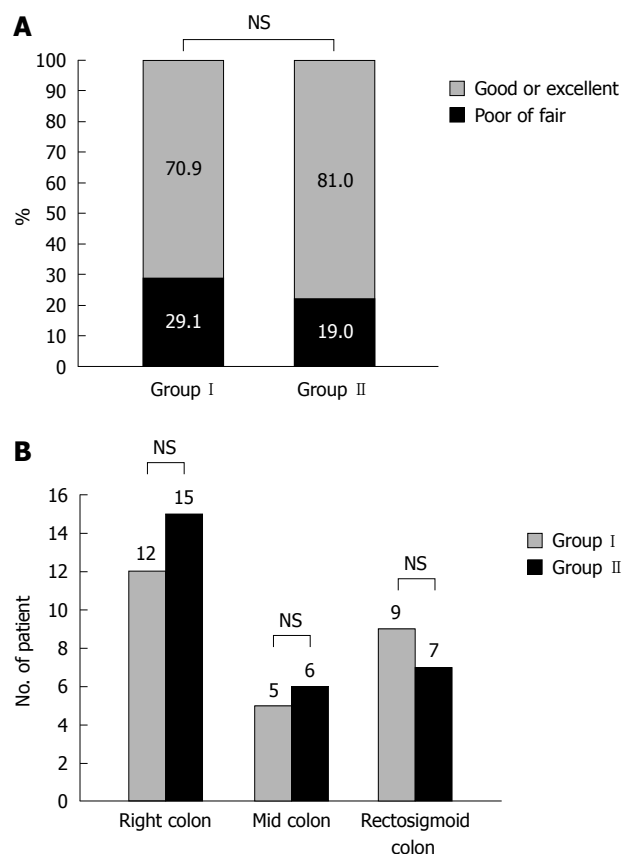 A
NS
100
90
80
70
60
50
40
30
20
10
0
%
70.9
81.0
29.1
19.0
Group Ⅰ
Group Ⅱ
Good or excellent
Poor of fair
B
NS
NS
NS
16
14
12
10
8
6
4
2
0
No. of patient
12
15
5
6
9
7
Right colon
Mid colon
Rectosigmoid
colon
Group Ⅰ
Group Ⅱ